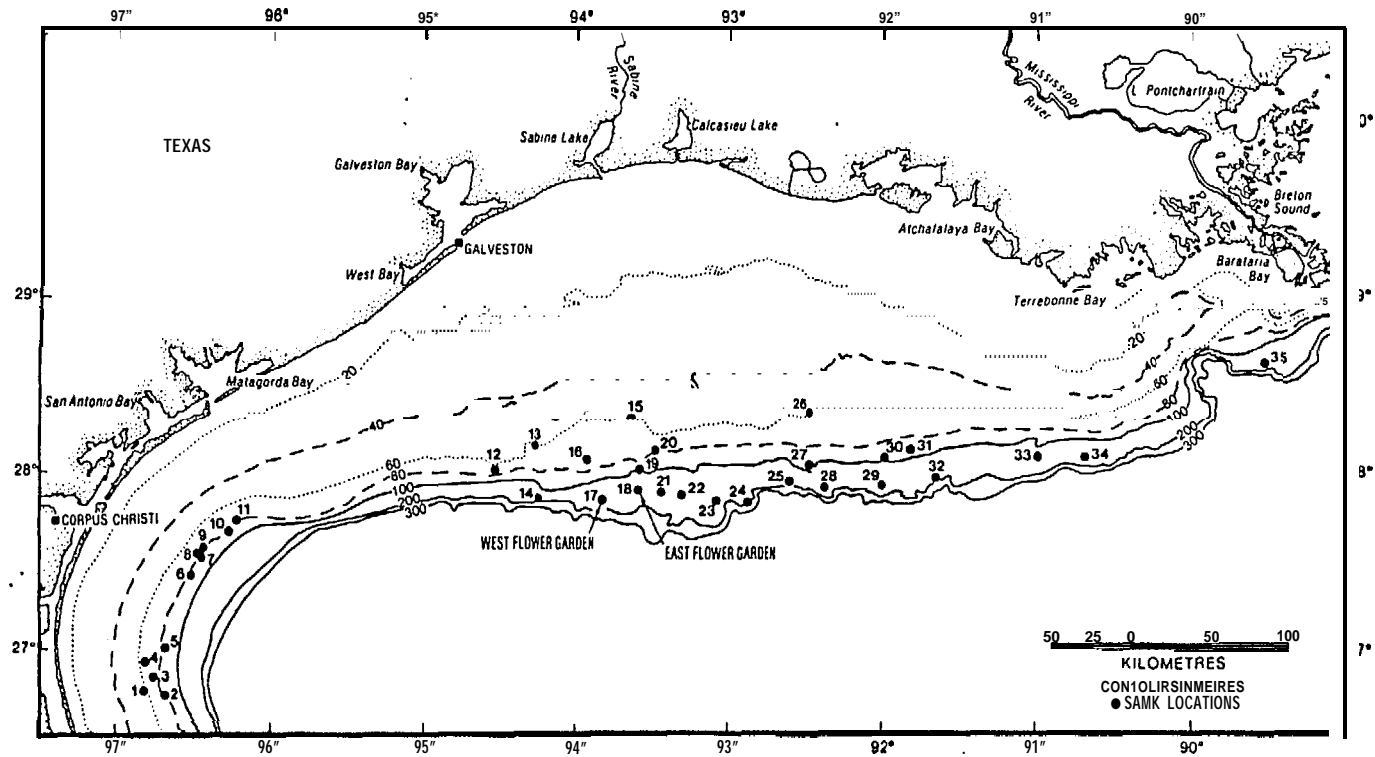 97" 96° 95* 94° 93° 92" 91" 90"
Sabine River
Mississippi River
Pontchartrain
TEXAS
Sabine Lake
Calcasieu Lake
0°
Galveston Bay
Breton Sound
Atchafalaya Bay
GALVESTON
West Bay
Barataria Bay
Terrebonne Bay
29°
9°
20
20
40
60
80
100
200
300
35
Matagorda Bay
San Antonio Bay
15
26
40
13
20
30
31
60
12
16
19
27
28°
8°
80
33
34
32
100
14
17
18
21
22
23
24
25
28
29
200
300
CORPUS CHRISTI
10
11
9
8
7
6
WEST FLOWER GARDEN
EAST FLOWER GARDEN
27°
7°
5
4
3
1
2
50 25 0 50 100
KILOMETRES
CON1OLIRSINMEIRES
SAMK LOCATIONS
97" 96° 95" 94° 93" 92° 91" 90°